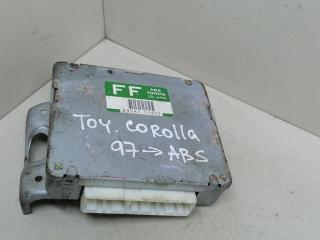 FF ABS
TOYOTA
TOY. COROLLA
97→ABS